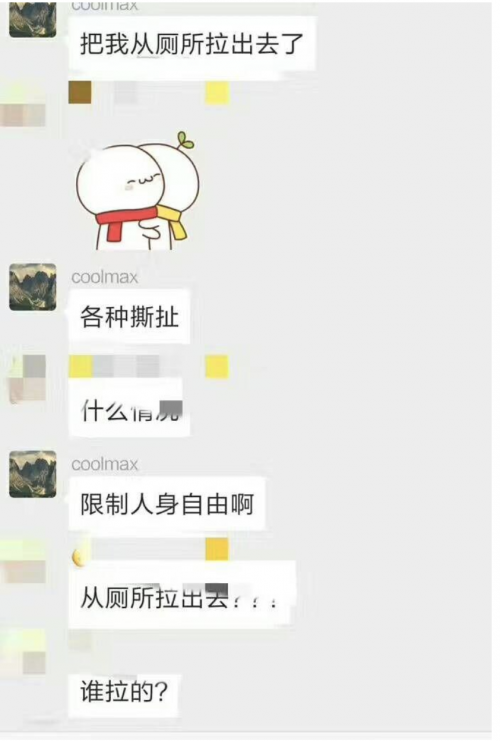 coolmax
把我从厕所拉出去了
coolmax
各种撕扯
什么情况
coolmax
限制人身自由啊
从厕所拉出去???
谁拉的?